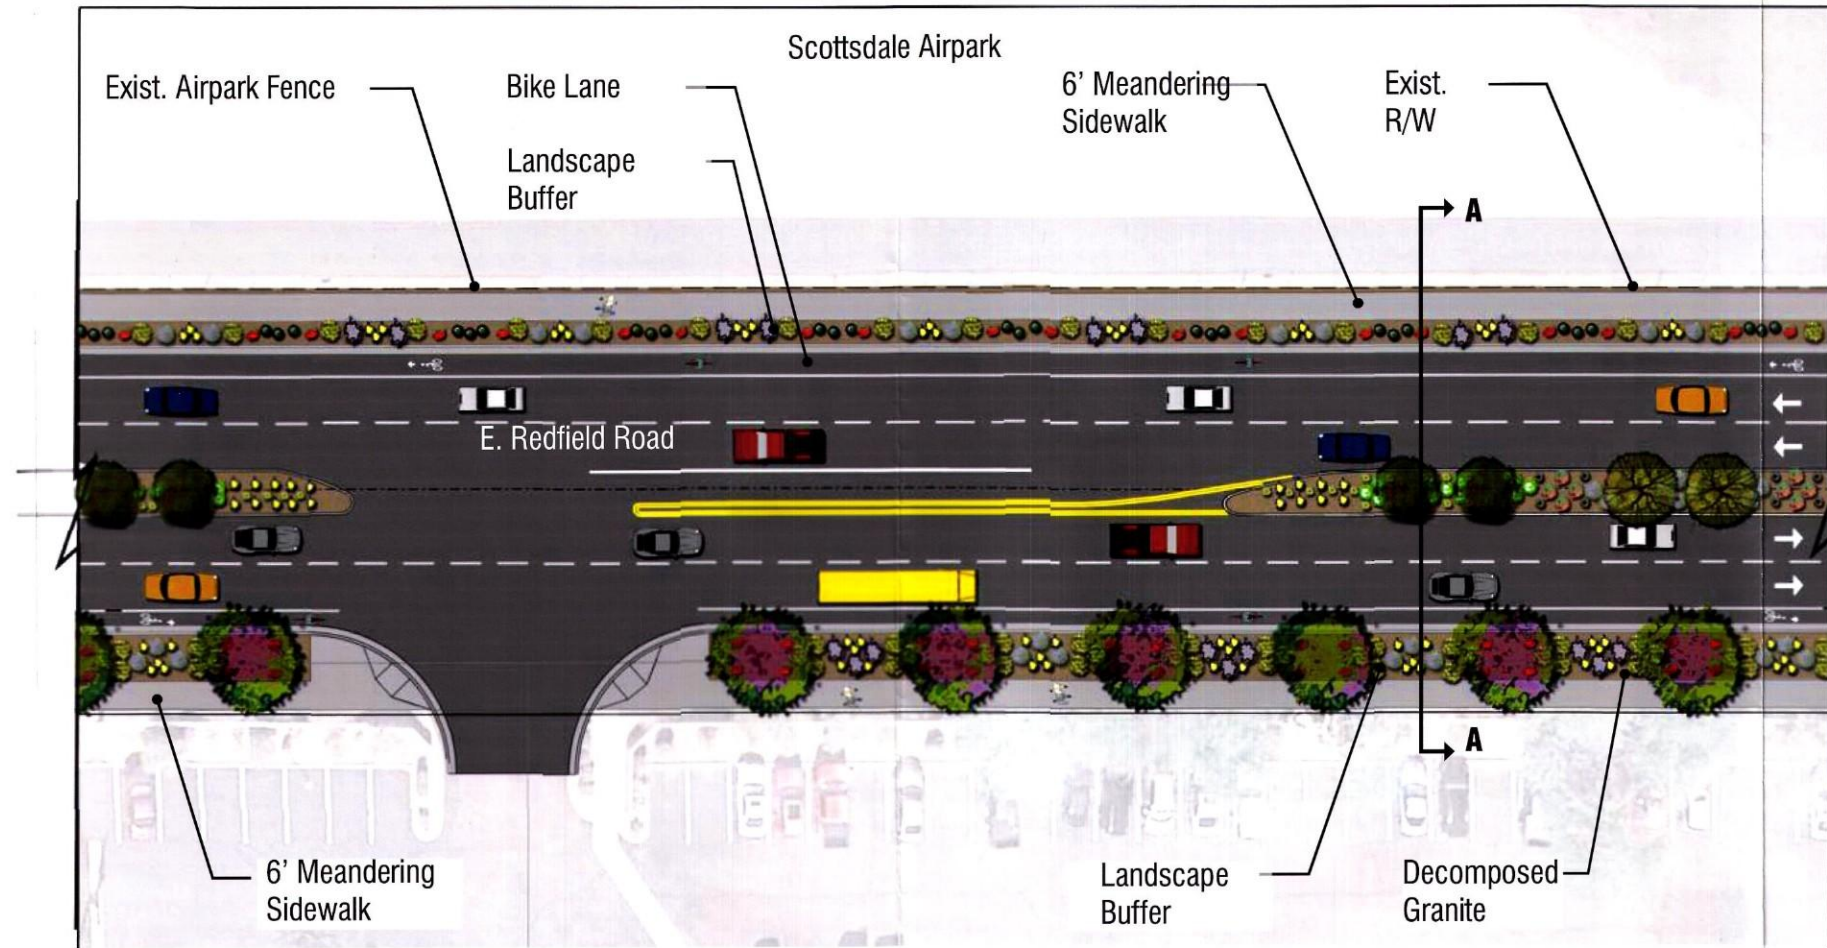 Scottsdale Airpark
Exist. Airpark Fence
Bike Lane
Landscape
Buffer
6' Meandering
Sidewalk
Exist.
R/W
A
E. Redfield Road
A
6' Meandering
Sidewalk
Landscape
Buffer
Decomposed
Granite